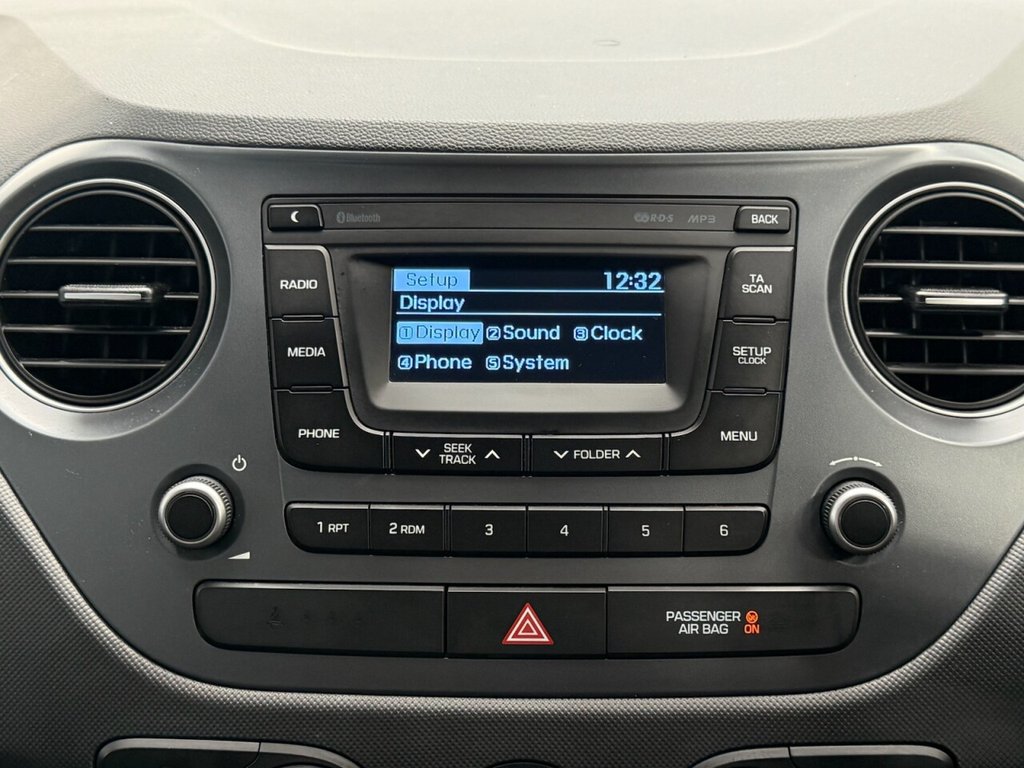 Bluetooth
R·D·S MP3 BACK
RADIO
MEDIA
PHONE
Setup 12:32
Display
①Display ②Sound ③Clock
④Phone ⑤System
TA
SCAN
SETUP
CLOCK
MENU
SEEK
TRACK
FOLDER
1 RPT 2 RDM 3 4 5 6
PASSENGER
AIR BAG ON